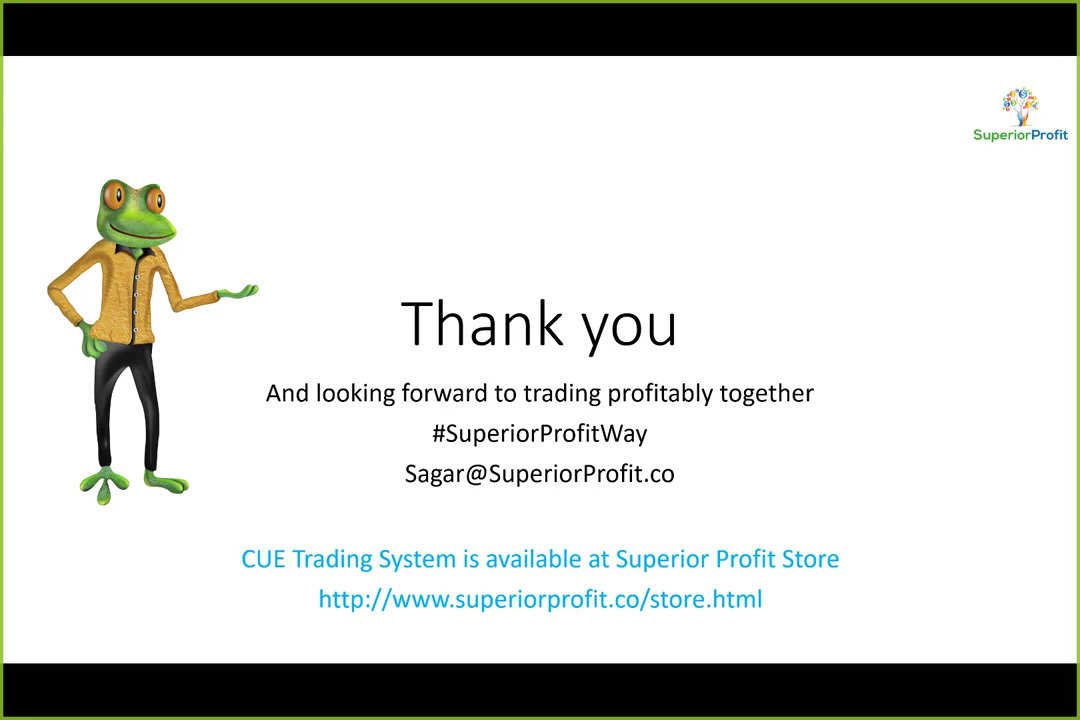 SuperiorProfit
Thank you
And looking forward to trading profitably together
#SuperiorProfitWay
Sagar@SuperiorProfit.co
CUE Trading System is available at Superior Profit Store
http://www.superiorprofit.co/store.html